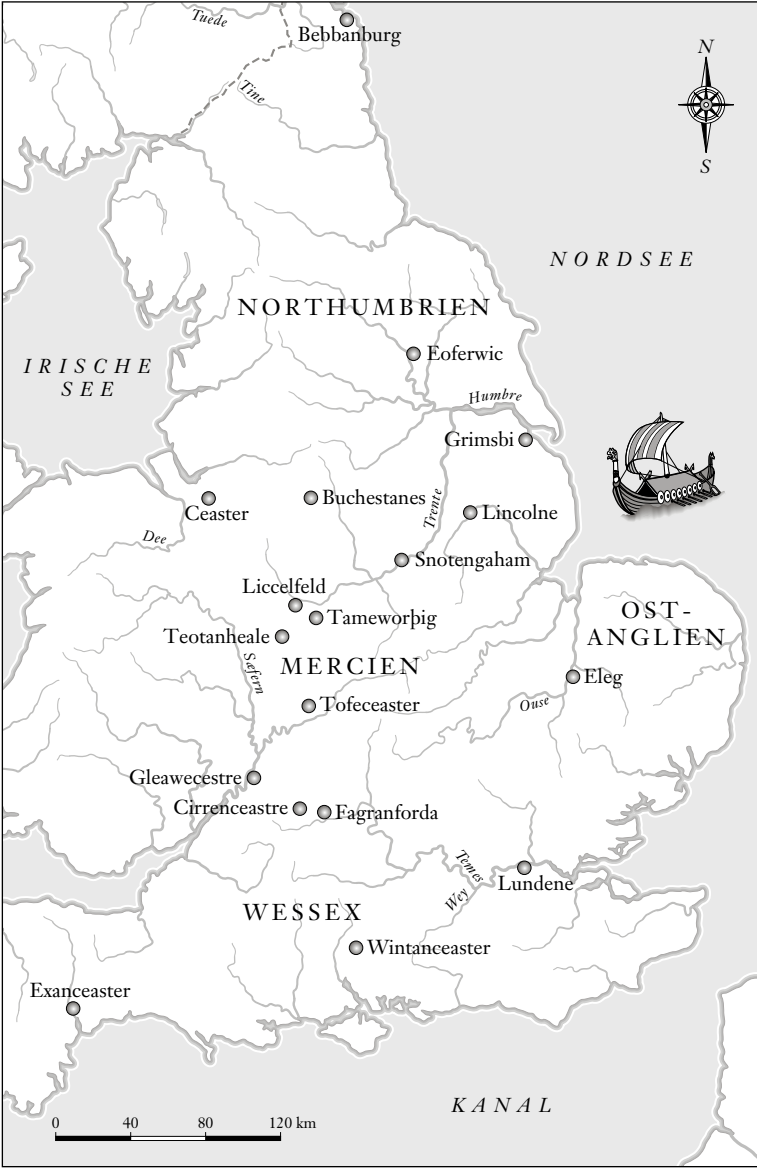 Tuede
Bebbanburg
Tine
N
S
NORDSEE
NORTHUMBRIEN
Eoferwic
IRISCHE
SEE
Humbre
Grimsbi
Ceaster
Buchestanes
Trente
Lincolne
Dee
Snotengaham
Liccelfeld
Tameworþig
OST-
ANGLIEN
Teotanheale
Sæfern
MERCIEN
Eleg
Tofeceaster
Ouse
Gleawecestre
Cirrenceastre
Fagranforda
Temes
Lundene
Wey
WESSEX
Wintanceaster
Exanceaster
KANAL
0 40 80 120 km